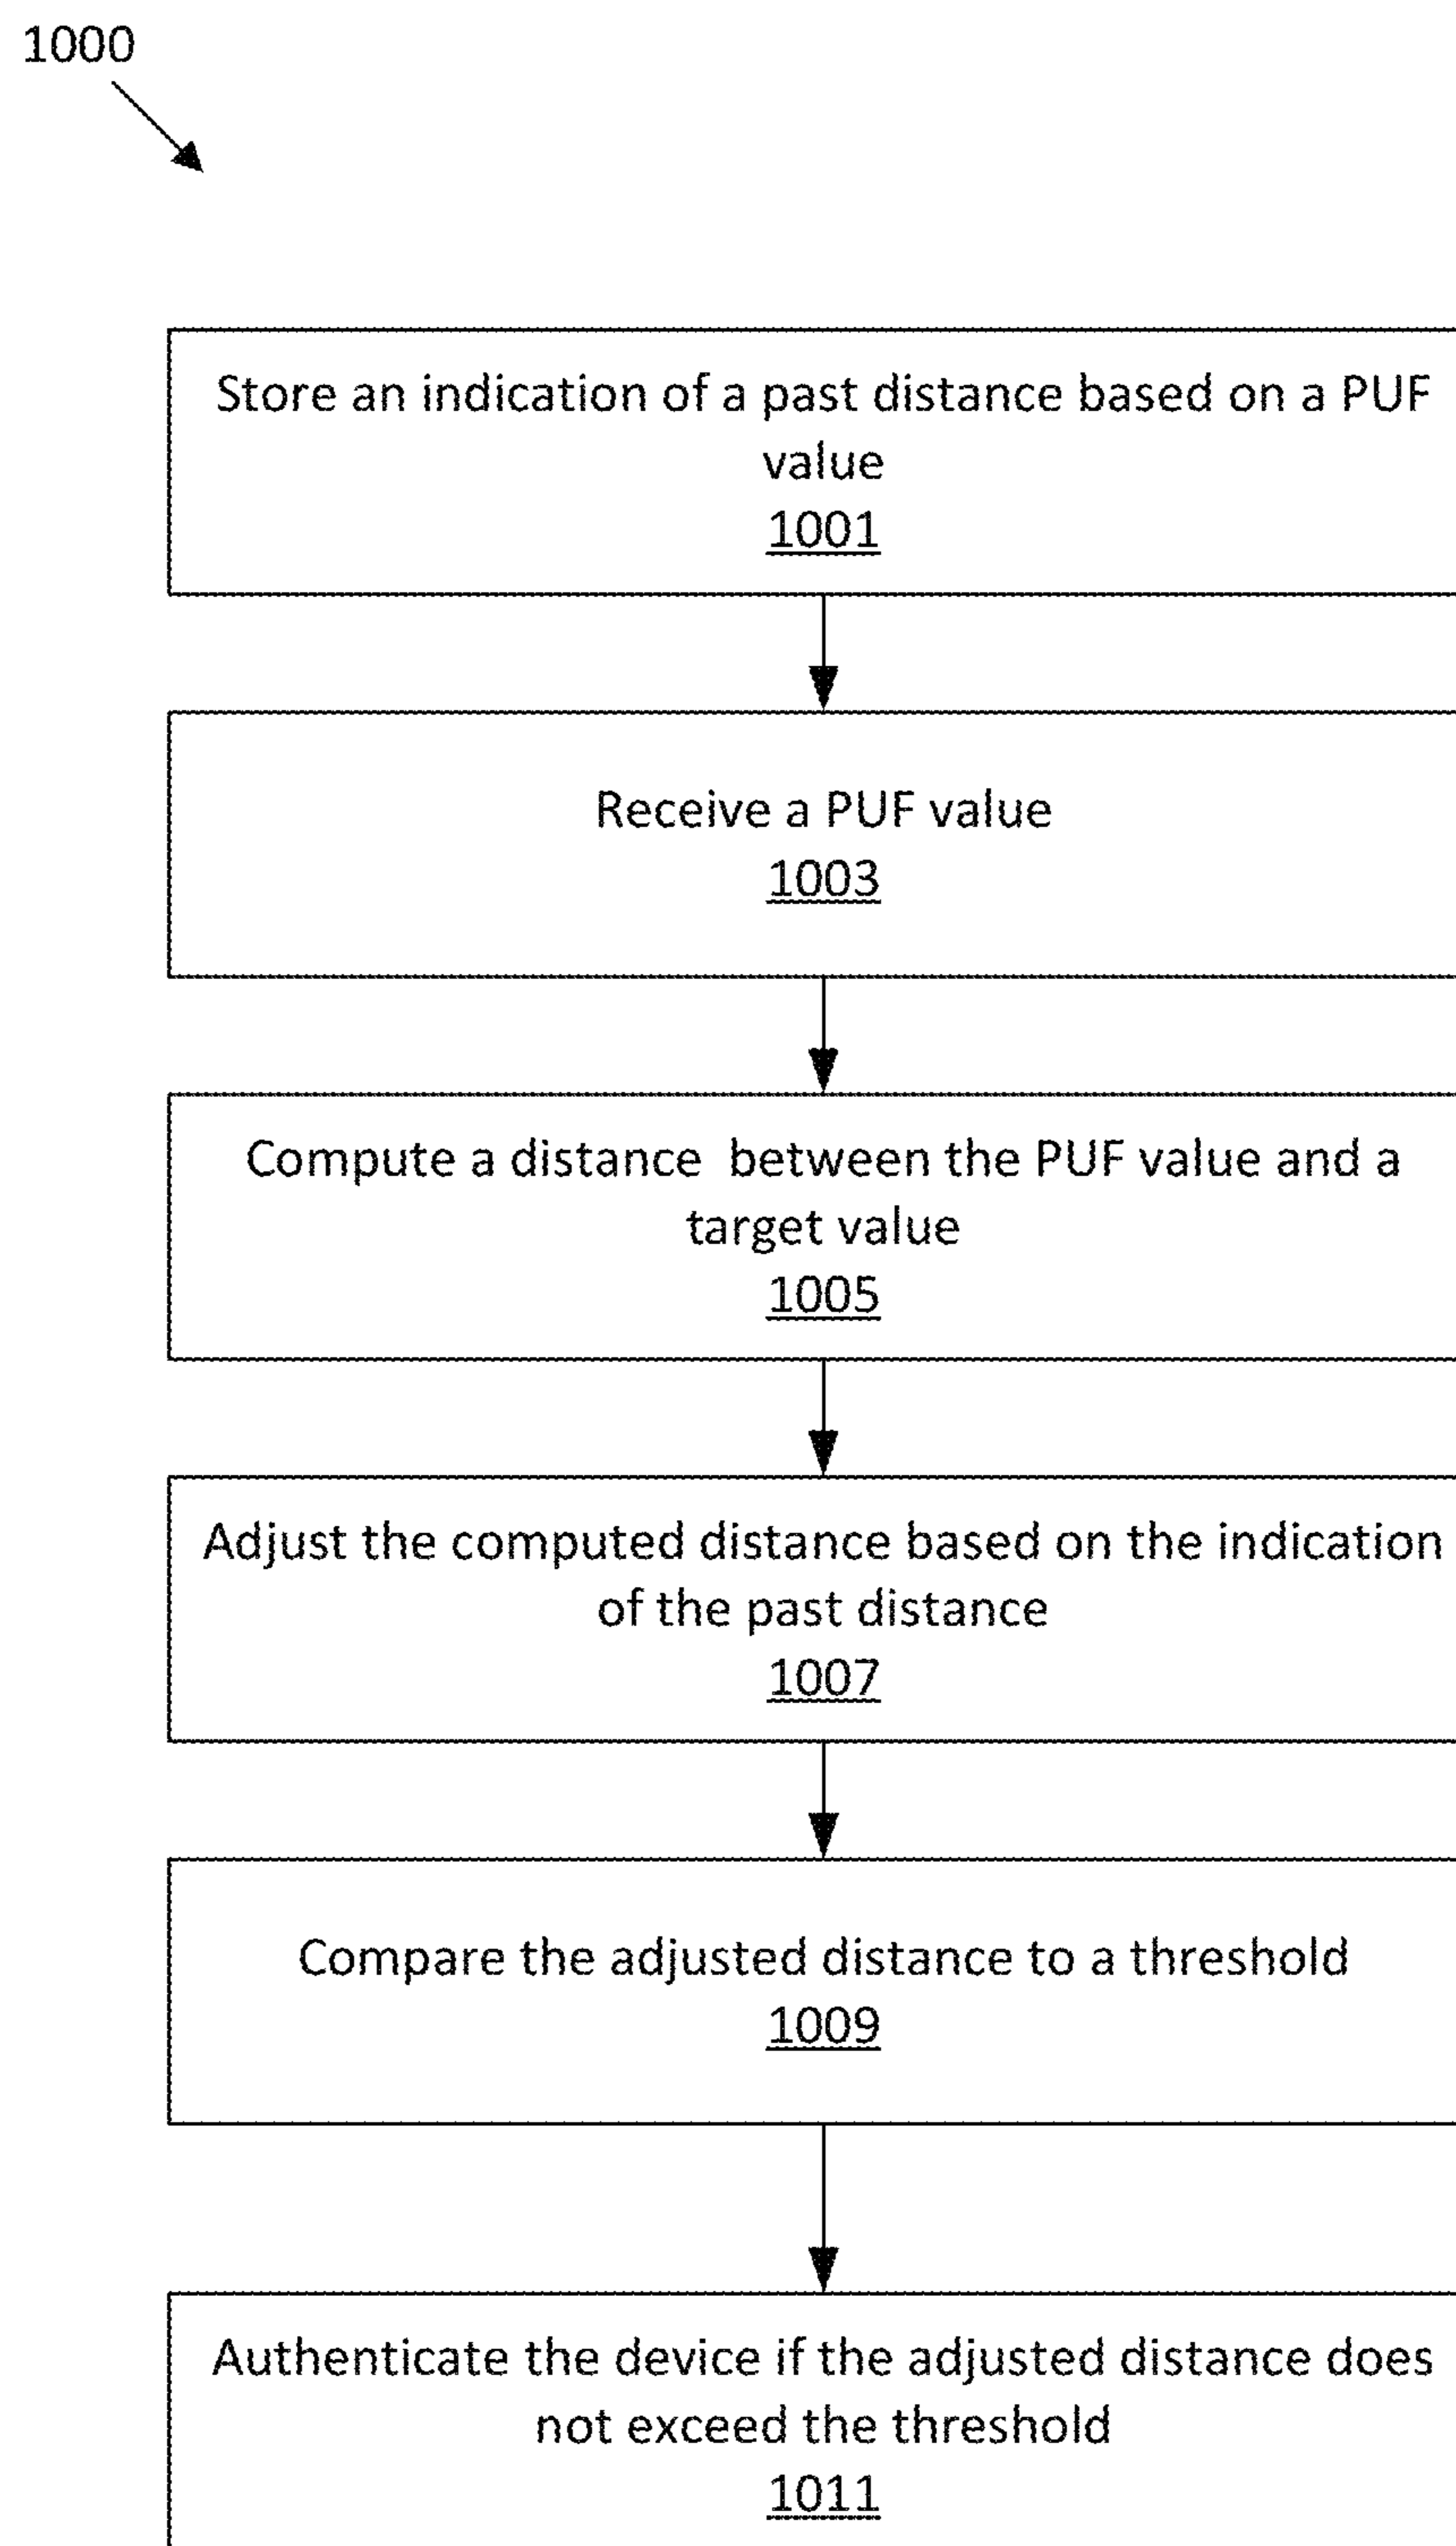 1000
Store an indication of a past distance based on a PUF
value
1001
Receive a PUF value
1003
Compute a distance between the PUF value and a
target value
1005
Adjust the computed distance based on the indication
of the past distance
1007
Compare the adjusted distance to a threshold
1009
Authenticate the device if the adjusted distance does
not exceed the threshold
1011